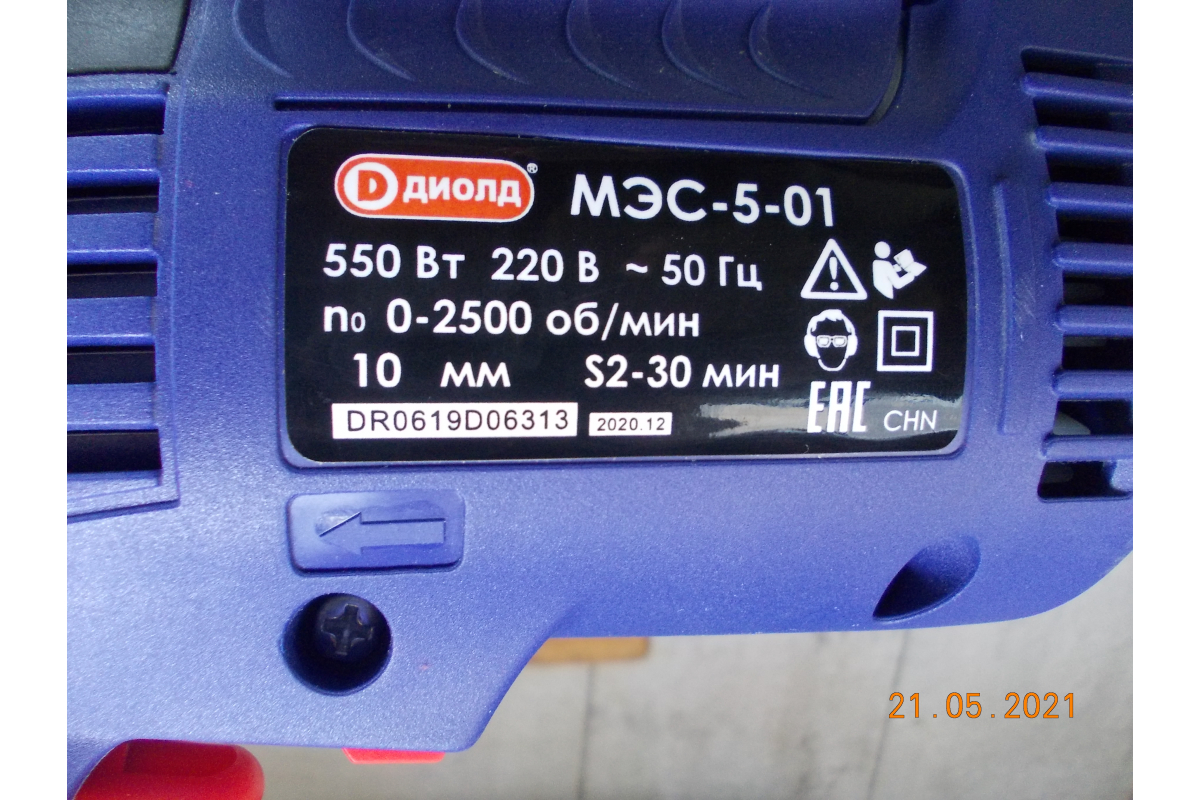 D ДИОЛД® МЭС-5-01
550 Вт 220 В ~ 50 Гц
n₀ 0-2500 об/мин
10 мм S2-30 мин
DR0619D06313 2020.12 EAC CHN
21.05.2021